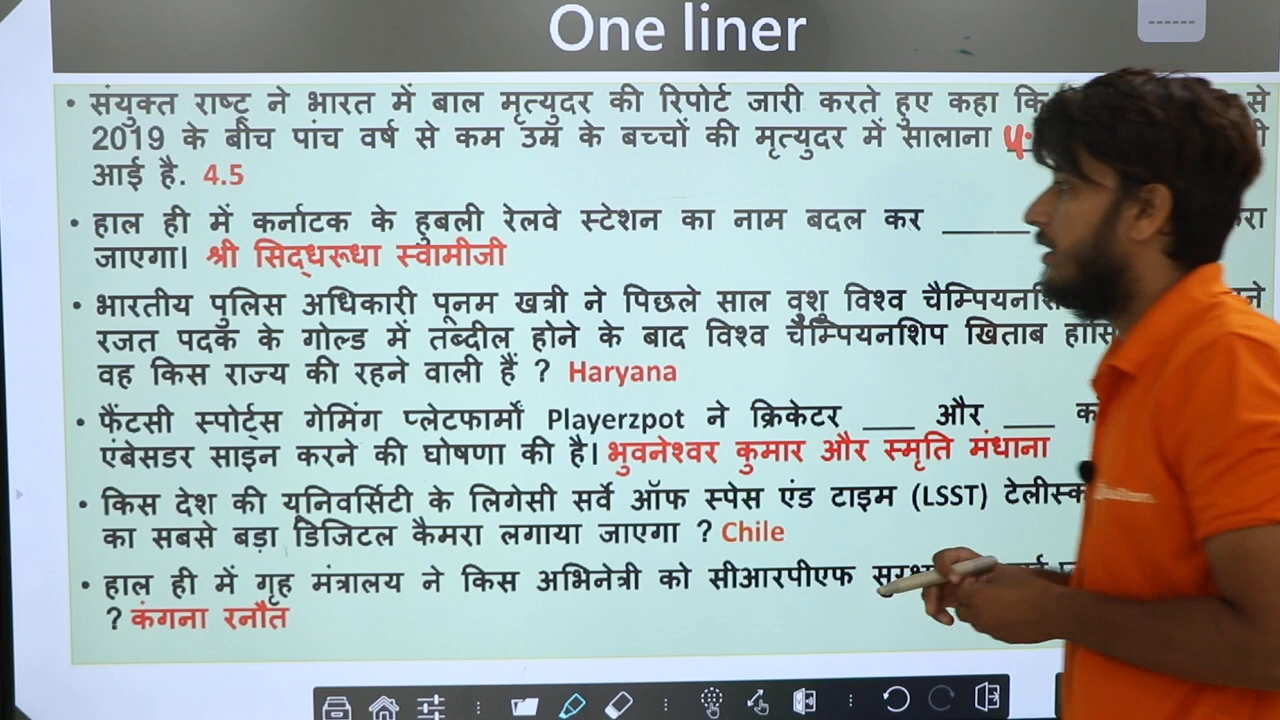 One liner
------
• संयुक्त राष्ट्र ने भारत में बाल मृत्युदर की रिपोर्ट जारी करते हुए कहा कि से
2019 के बीच पांच वर्ष से कम उम्र के बच्चों की मृत्युदर में सालाना
आई है. 4.5
• हाल ही में कर्नाटक के हुबली रेलवे स्टेशन का नाम बदल कर ______
जाएगा। श्री सिद्धरूधा स्वामीजी
• भारतीय पुलिस अधिकारी पूनम खत्री ने पिछले साल वुशू विश्व
रजत पदक के गोल्ड में तब्दील होने के बाद विश्व चैम्पियनशिप खिताब
वह किस राज्य की रहने वाली हैं ? Haryana
• फैंटसी स्पोर्ट्स गेमिंग प्लेटफार्मों Playerzpot ने क्रिकेटर ___ और ___
एंबेसडर साइन करने की घोषणा की है। भुवनेश्वर कुमार और स्मृति मंधाना
• किस देश की यूनिवर्सिटी के लिगेसी सर्वे ऑफ स्पेस एंड टाइम (LSST)
का सबसे बड़ा डिजिटल कैमरा लगाया जाएगा ? Chile
• हाल ही में गृह मंत्रालय ने किस अभिनेत्री को सीआरपीएफ
? कंगना रनौत